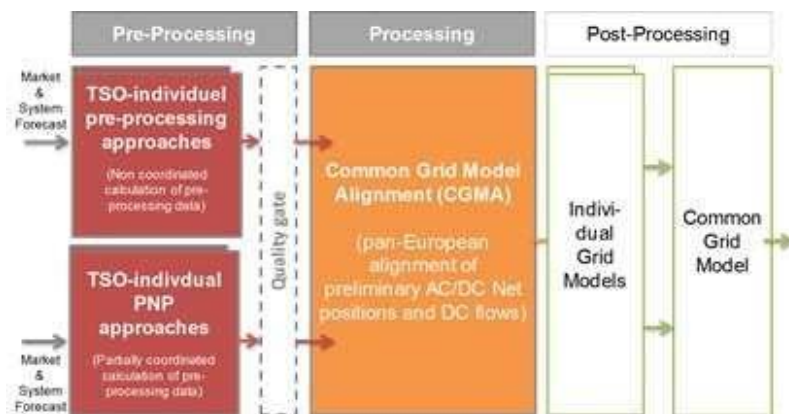 Pre-Processing
Processing
Post-Processing
Market
&
System
Forecast
TSO-individuel
pre-processing
approaches
(Non coordinated
calculation of pre-
processing data)
TSO-indivdual
PNP
approaches
(Partially coordinated
calculation of pre-
processing data)
Market
&
System
Forecast
Quality gate
Common Grid Model
Alignment (CGMA)
(pan-European
alignment of
preliminary AC/DC Net
positions and DC flows)
Indivi-
dual
Grid
Models
Common
Grid
Model